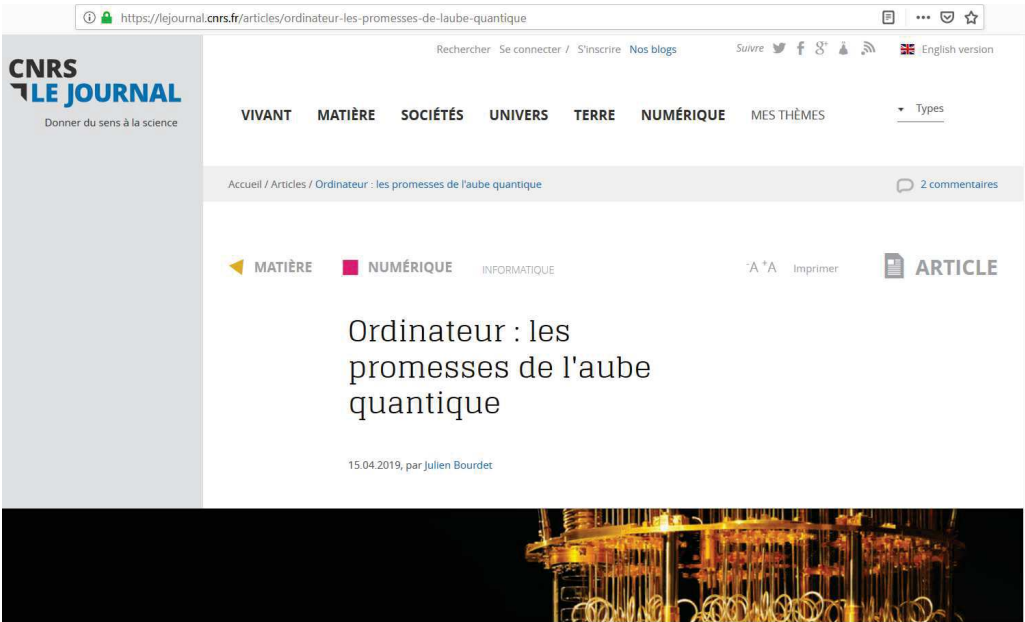 https://lejournal.cnrs.fr/articles/ordinateur-les-promesses-de-laube-quantique
Rechercher Se connecter / S'inscrire Nos blogs Suivre English version
CNRS
LE JOURNAL
Donner du sens à la science
VIVANT MATIÈRE SOCIÉTÉS UNIVERS TERRE NUMÉRIQUE MES THÈMES Types
Accueil / Articles / Ordinateur : les promesses de l'aube quantique 2 commentaires
MATIÈRE NUMÉRIQUE INFORMATIQUE -A +A Imprimer ARTICLE
Ordinateur : les
promesses de l'aube
quantique
15.04.2019, par Julien Bourdet